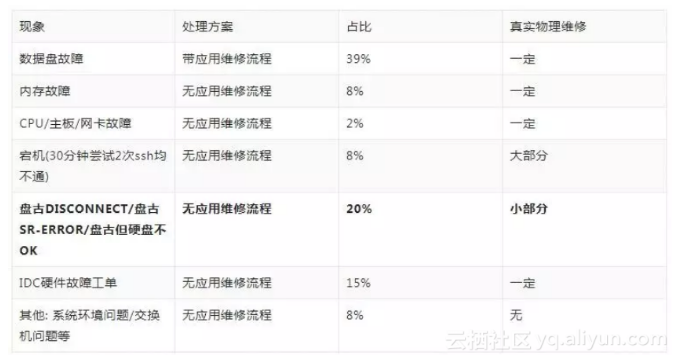 现象 处理方案 占比 真实物理维修
数据盘故障 带应用维修流程 39% 一定
内存故障 无应用维修流程 8% 一定
CPU/主板/网卡故障 无应用维修流程 2% 一定
宕机(30分钟尝试2次ssh均 无应用维修流程 8% 大部分
不通)
盘古DISCONNECT/盘古 无应用维修流程 20% 小部分
SR-ERROR/盘古但硬盘不
OK
IDC硬件故障工单 无应用维修流程 15% 一定
其他: 系统环境问题/交换 无应用维修流程 8% 无
机问题等
云栖社区 yq.aliyun.com